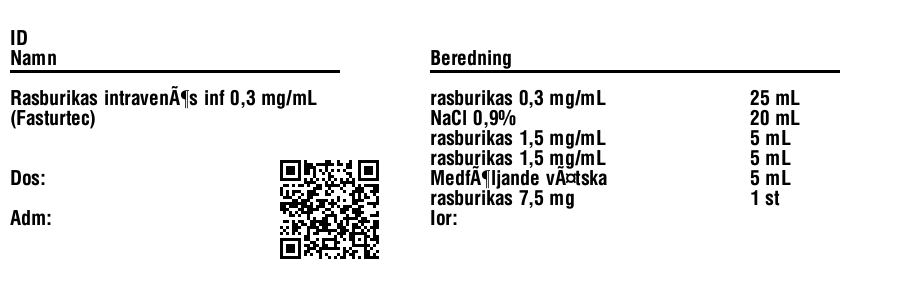 ID
Namn
Rasburikas intravenÃ¶s inf 0,3 mg/mL
(Fasturtec)
Dos:
Adm:
Beredning
rasburikas 0,3 mg/mL 25 mL
NaCl 0,9% 20 mL
rasburikas 1,5 mg/mL 5 mL
rasburikas 1,5 mg/mL 5 mL
MedfÃ¶ljande vÃ¤tska 5 mL
rasburikas 7,5 mg 1 st
Ior: